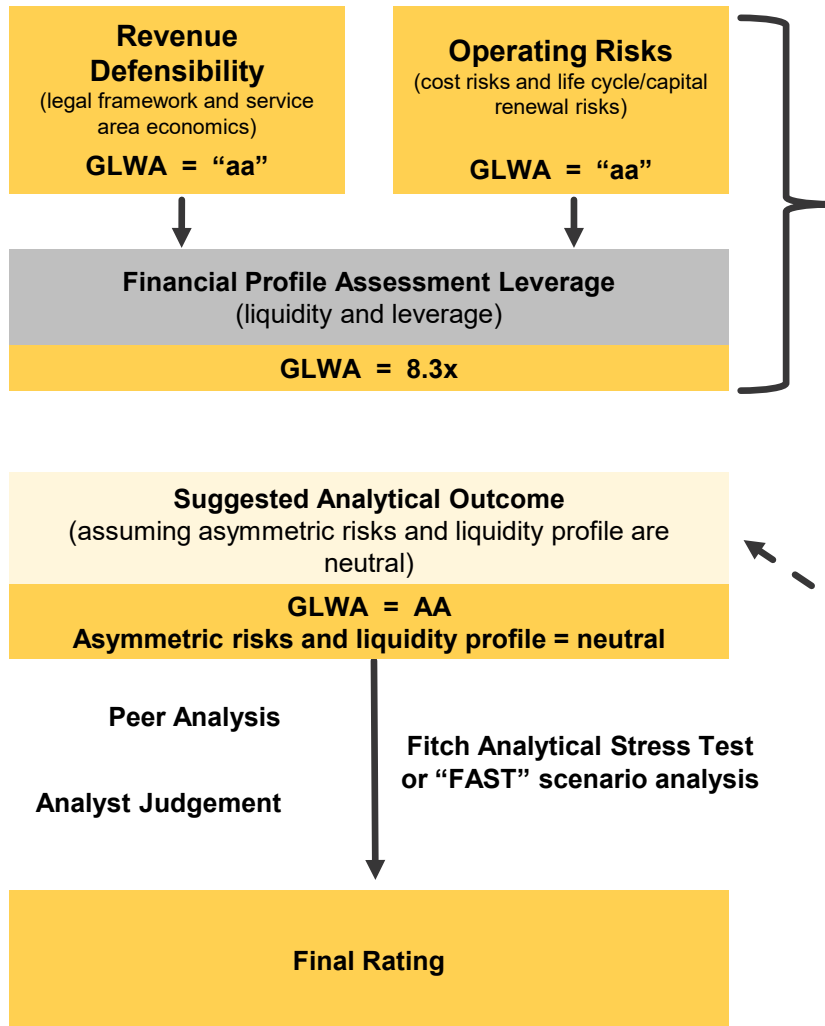 Revenue
Defensibility
(legal framework and service
area economics)
GLWA = “aa”
Operating Risks
(cost risks and life cycle/capital
renewal risks)
GLWA = “aa”
Financial Profile Assessment Leverage
(liquidity and leverage)
GLWA = 8.3x
Suggested Analytical Outcome
(assuming asymmetric risks and liquidity profile are
neutral)
GLWA = AA
Asymmetric risks and liquidity profile = neutral
Peer Analysis
Analyst Judgement
Fitch Analytical Stress Test
or “FAST” scenario analysis
Final Rating